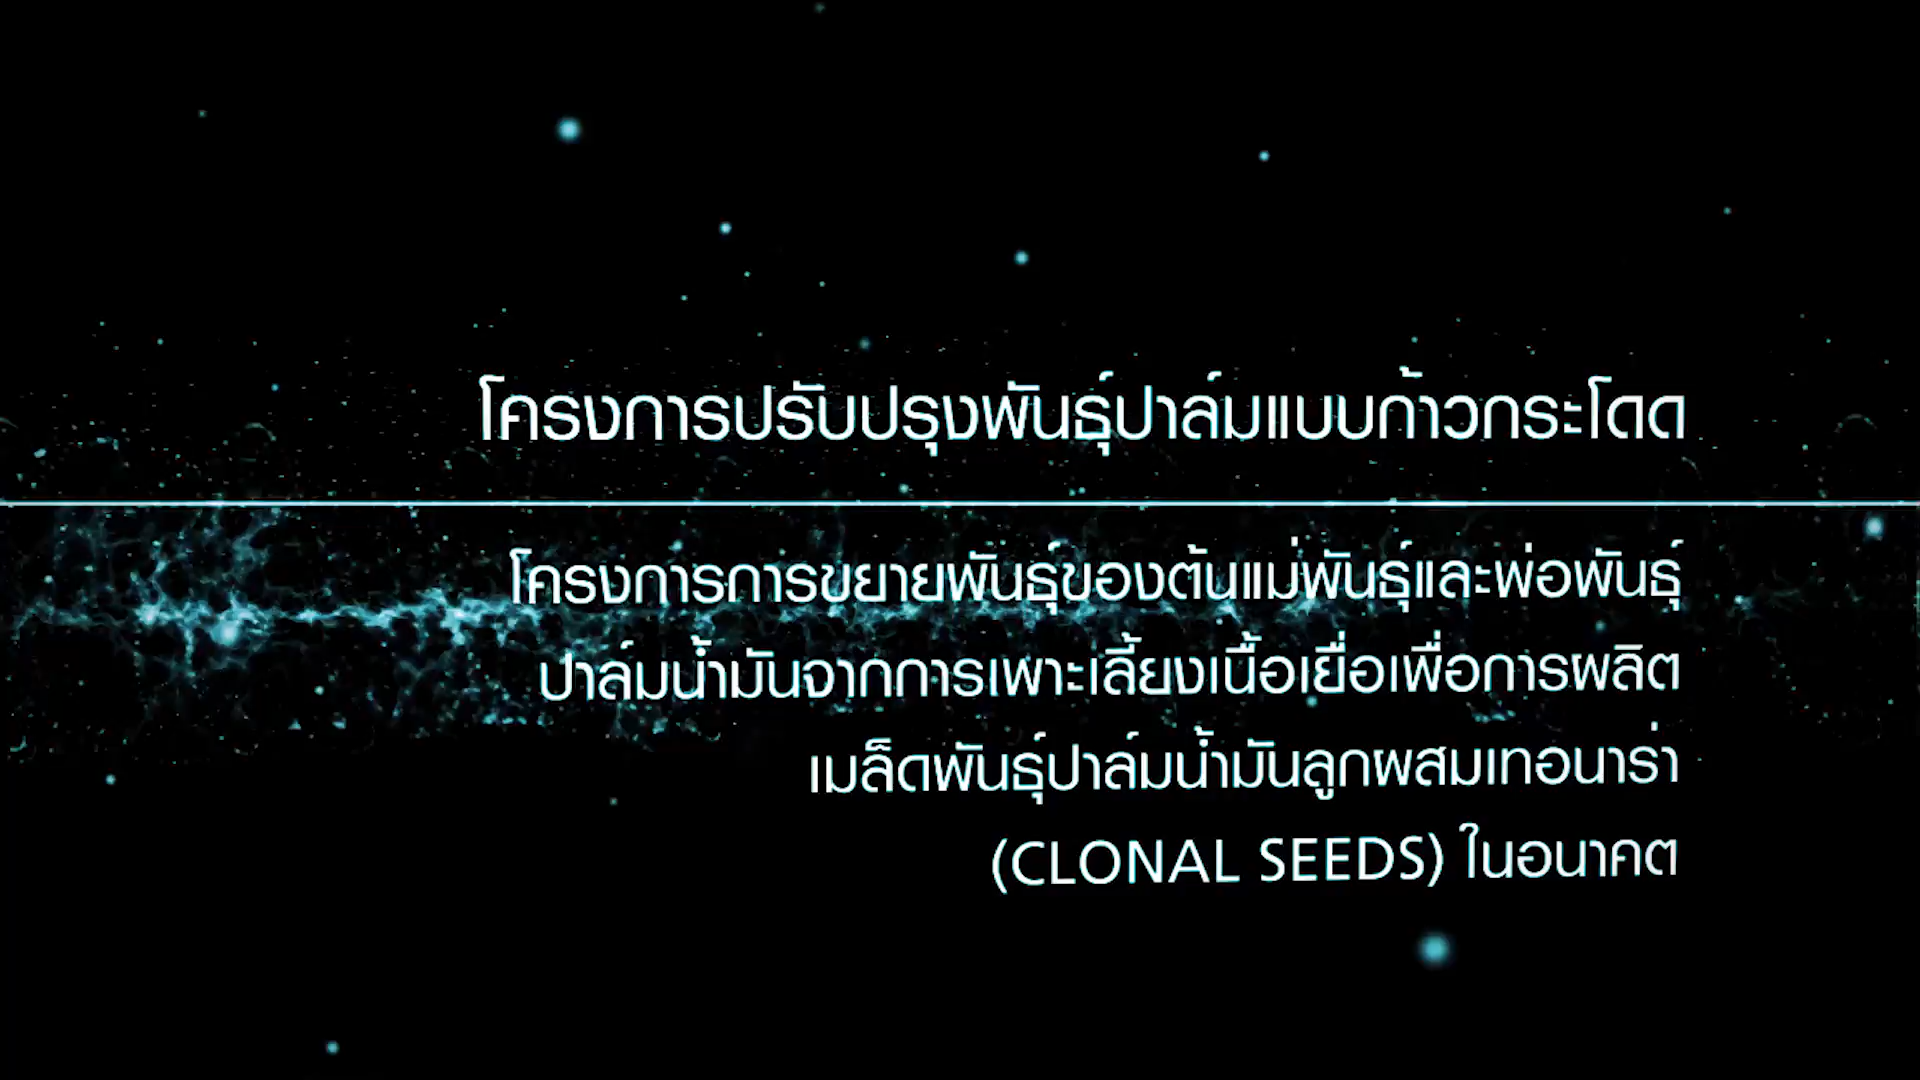 โครงการปรับปรุงพันธุ์ปาล์มแบบก้าวกระโดด
โครงการการขยายพันธุ์ของต้นแม่พันธุ์และพ่อพันธุ์
ปาล์มน้ำมันจากการเพาะเลี้ยงเนื้อเยื่อเพื่อการผลิต
เมล็ดพันธุ์ปาล์มน้ำมันลูกผสมเทอนาร่า
(CLONAL SEEDS) ในอนาคต